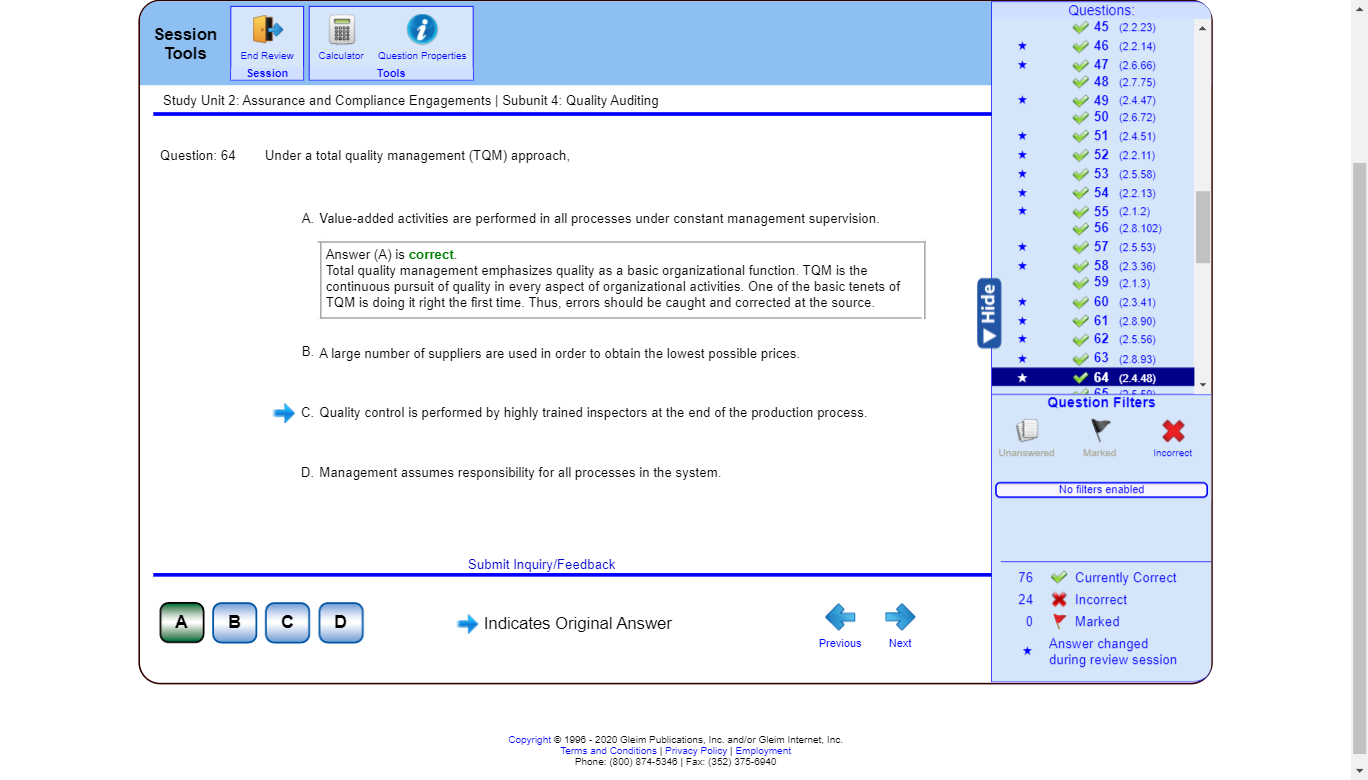 Session Tools
End Review
Session
Calculator
Question Properties
Tools
Study Unit 2: Assurance and Compliance Engagements | Subunit 4: Quality Auditing
Question: 64
Under a total quality management (TQM) approach,
A. Value-added activities are performed in all processes under constant management supervision.
Answer (A) is correct.
Total quality management emphasizes quality as a basic organizational function. TQM is the
continuous pursuit of quality in every aspect of organizational activities. One of the basic tenets of
TQM is doing it right the first time. Thus, errors should be caught and corrected at the source.
B. A large number of suppliers are used in order to obtain the lowest possible prices.
C. Quality control is performed by highly trained inspectors at the end of the production process.
D. Management assumes responsibility for all processes in the system.
Submit Inquiry/Feedback
A B C D
Indicates Original Answer
Previous
Next
Hide
Questions:
45 (2.2.23)
46 (2.2.14)
47 (2.6.66)
48 (2.7.75)
49 (2.4.47)
50 (2.6.72)
51 (2.4.51)
52 (2.2.11)
53 (2.5.58)
54 (2.2.13)
55 (2.1.2)
56 (2.8.102)
57 (2.5.53)
58 (2.3.36)
59 (2.1.3)
60 (2.3.41)
61 (2.8.90)
62 (2.5.56)
63 (2.8.93)
64 (2.4.48)
65 (2.5.59)
Question Filters
Unanswered
Marked
Incorrect
No filters enabled
76 Currently Correct
24 Incorrect
0 Marked
Answer changed
during review session
Copyright © 1996 - 2020 Gleim Publications, Inc. and/or Gleim Internet, Inc.
Terms and Conditions | Privacy Policy | Employment
Phone: (800) 874-5346 | Fax: (352) 375-6940